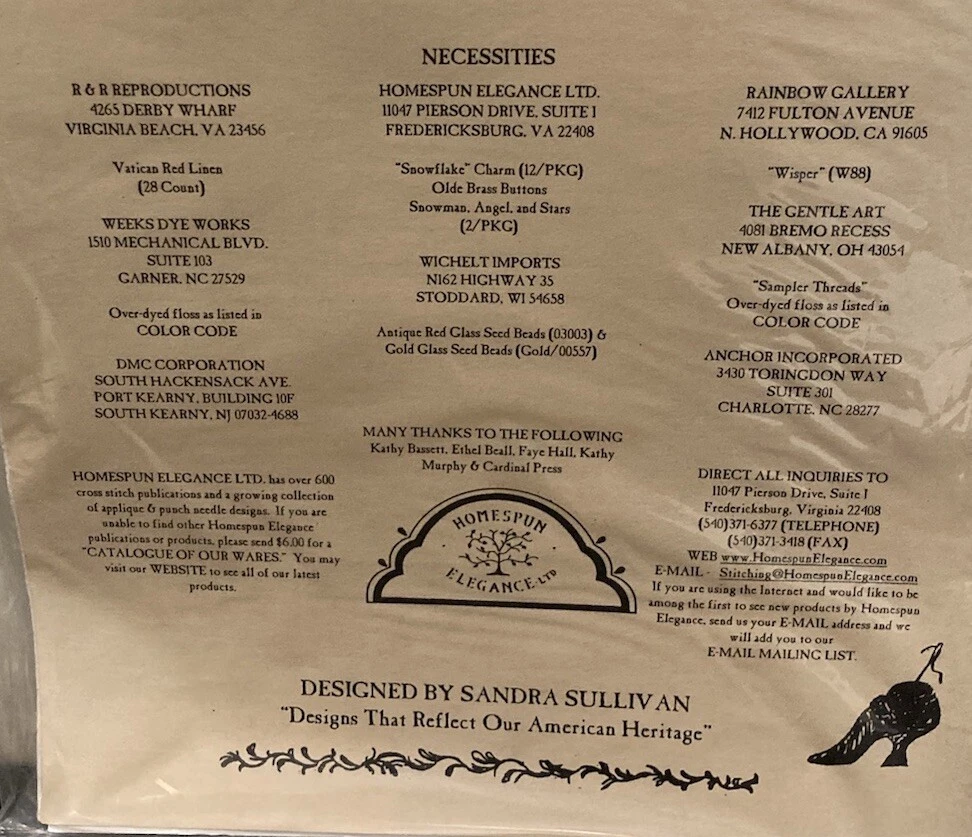 NECESSITIES
R & R REPRODUCTIONS
4265 DERBY WHARF
VIRGINIA BEACH, VA 23456
Vatican Red Linen
(28 Count)
WEEKS DYE WORKS
1510 MECHANICAL BLVD.
SUITE 103
GARNER, NC 27529
Over-dyed floss as listed in
COLOR CODE
DMC CORPORATION
SOUTH HACKENSACK AVE.
PORT KEARNY, BUILDING 10F
SOUTH KEARNY, NJ 07032-4688
HOMESPUN ELEGANCE LTD. has over 600
cross stitch publications and a growing collection
of applique & punch needle designs. If you are
unable to find other Homespun Elegance
publications or products, please send $6.00 for a
"CATALOGUE OF OUR WARES." You may
visit our WEBSITE to see all of our latest
products.
HOMESPUN ELEGANCE LTD.
11047 PIERSON DRIVE, SUITE I
FREDERICKSBURG, VA 22408
"Snowflake" Charm (12/PKG)
Olde Brass Buttons
Snowman, Angel, and Stars
(2/PKG)
WICHELT IMPORTS
N162 HIGHWAY 35
STODDARD, WI 54658
Antique Red Glass Seed Beads (03003) &
Gold Glass Seed Beads (Gold/00557)
MANY THANKS TO THE FOLLOWING
Kathy Bassett, Ethel Beall, Faye Hall, Kathy
Murphy & Cardinal Press
HOMESPUN
ELEGANCE LTD
RAINBOW GALLERY
7412 FULTON AVENUE
N. HOLLYWOOD, CA 91605
"Wisper" (W88)
THE GENTLE ART
4081 BREMO RECESS
NEW ALBANY, OH 43054
"Sampler Threads"
Over-dyed floss as listed in
COLOR CODE
ANCHOR INCORPORATED
3430 TORINGDON WAY
SUITE 301
CHARLOTTE, NC 28277
DIRECT ALL INQUIRIES TO
11047 Pierson Drive, Suite I
Fredericksburg, Virginia 22408
(540)371-6377 (TELEPHONE)
(540)371-3418 (FAX)
WEB www.HomespunElegance.com
E-MAIL - Stitching@HomespunElegance.com
If you are using the Internet and would like to be
among the first to see new products by Homespun
Elegance, send us your E-MAIL address and we
will add you to our
E-MAIL MAILING LIST.
DESIGNED BY SANDRA SULLIVAN
"Designs That Reflect Our American Heritage"